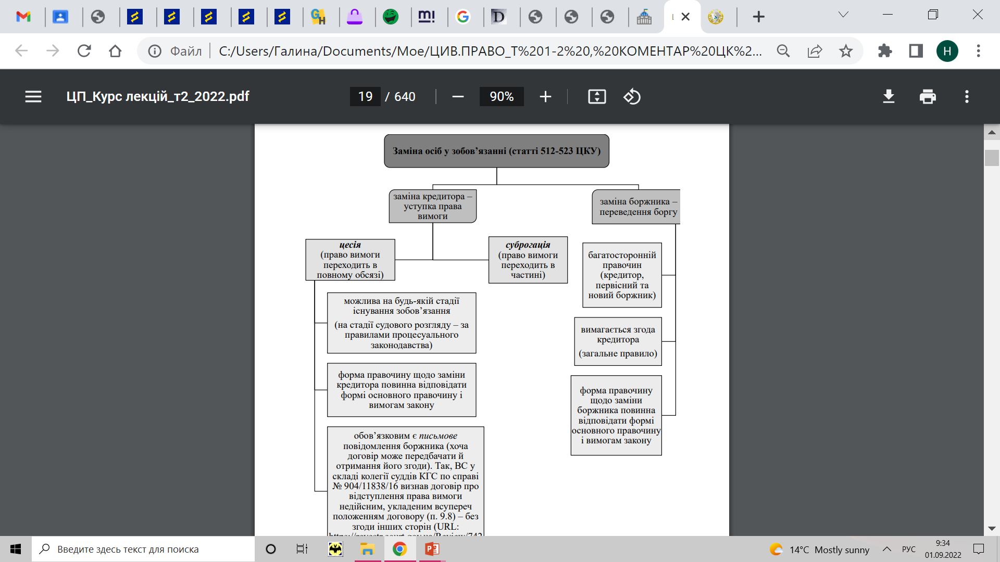 Файл
C:/Users/Галина/Documents/Мое/ЦИВ.ПРАВО_Т%201-2%20,%20КОМЕНТАР%20ЦК%2...
H
ЦП_Курс лекцій_т2_2022.pdf
19 / 640
90%
Заміна осіб у зобов’язанні (статті 512-523 ЦКУ)
заміна кредитора –
уступка права
вимоги
заміна боржника –
переведення боргу
цесія
(право вимоги
переходить в
повному обсязі)
суброгація
(право вимоги
переходить в
частині)
багатосторонній
правочин
(кредитор,
первісний та
новий боржник)
можлива на будь-якій стадії
існування зобов’язання
(на стадії судового розгляду – за
правилами процесуального
законодавства)
вимагається згода
кредитора
(загальне правило)
форма правочину щодо заміни
кредитора повинна відповідати
формі основного правочину і
вимогам закону
форма правочину
щодо заміни
боржника повинна
відповідати формі
основного правочину
і вимогам закону
обов’язковим є письмове
повідомлення боржника (хоча
договір може передбачати й
отримання його згоди). Так, ВС у
складі колегії суддів КГС по справі
№ 904/11838/16 визнав договір про
відступлення права вимоги
недійсним, укладеним всупереч
положенням договору (п. 9.8) – без
згоди інших сторін (URL:
Введите здесь текст для поиска
14°C Mostly sunny
РУС
9:34
01.09.2022